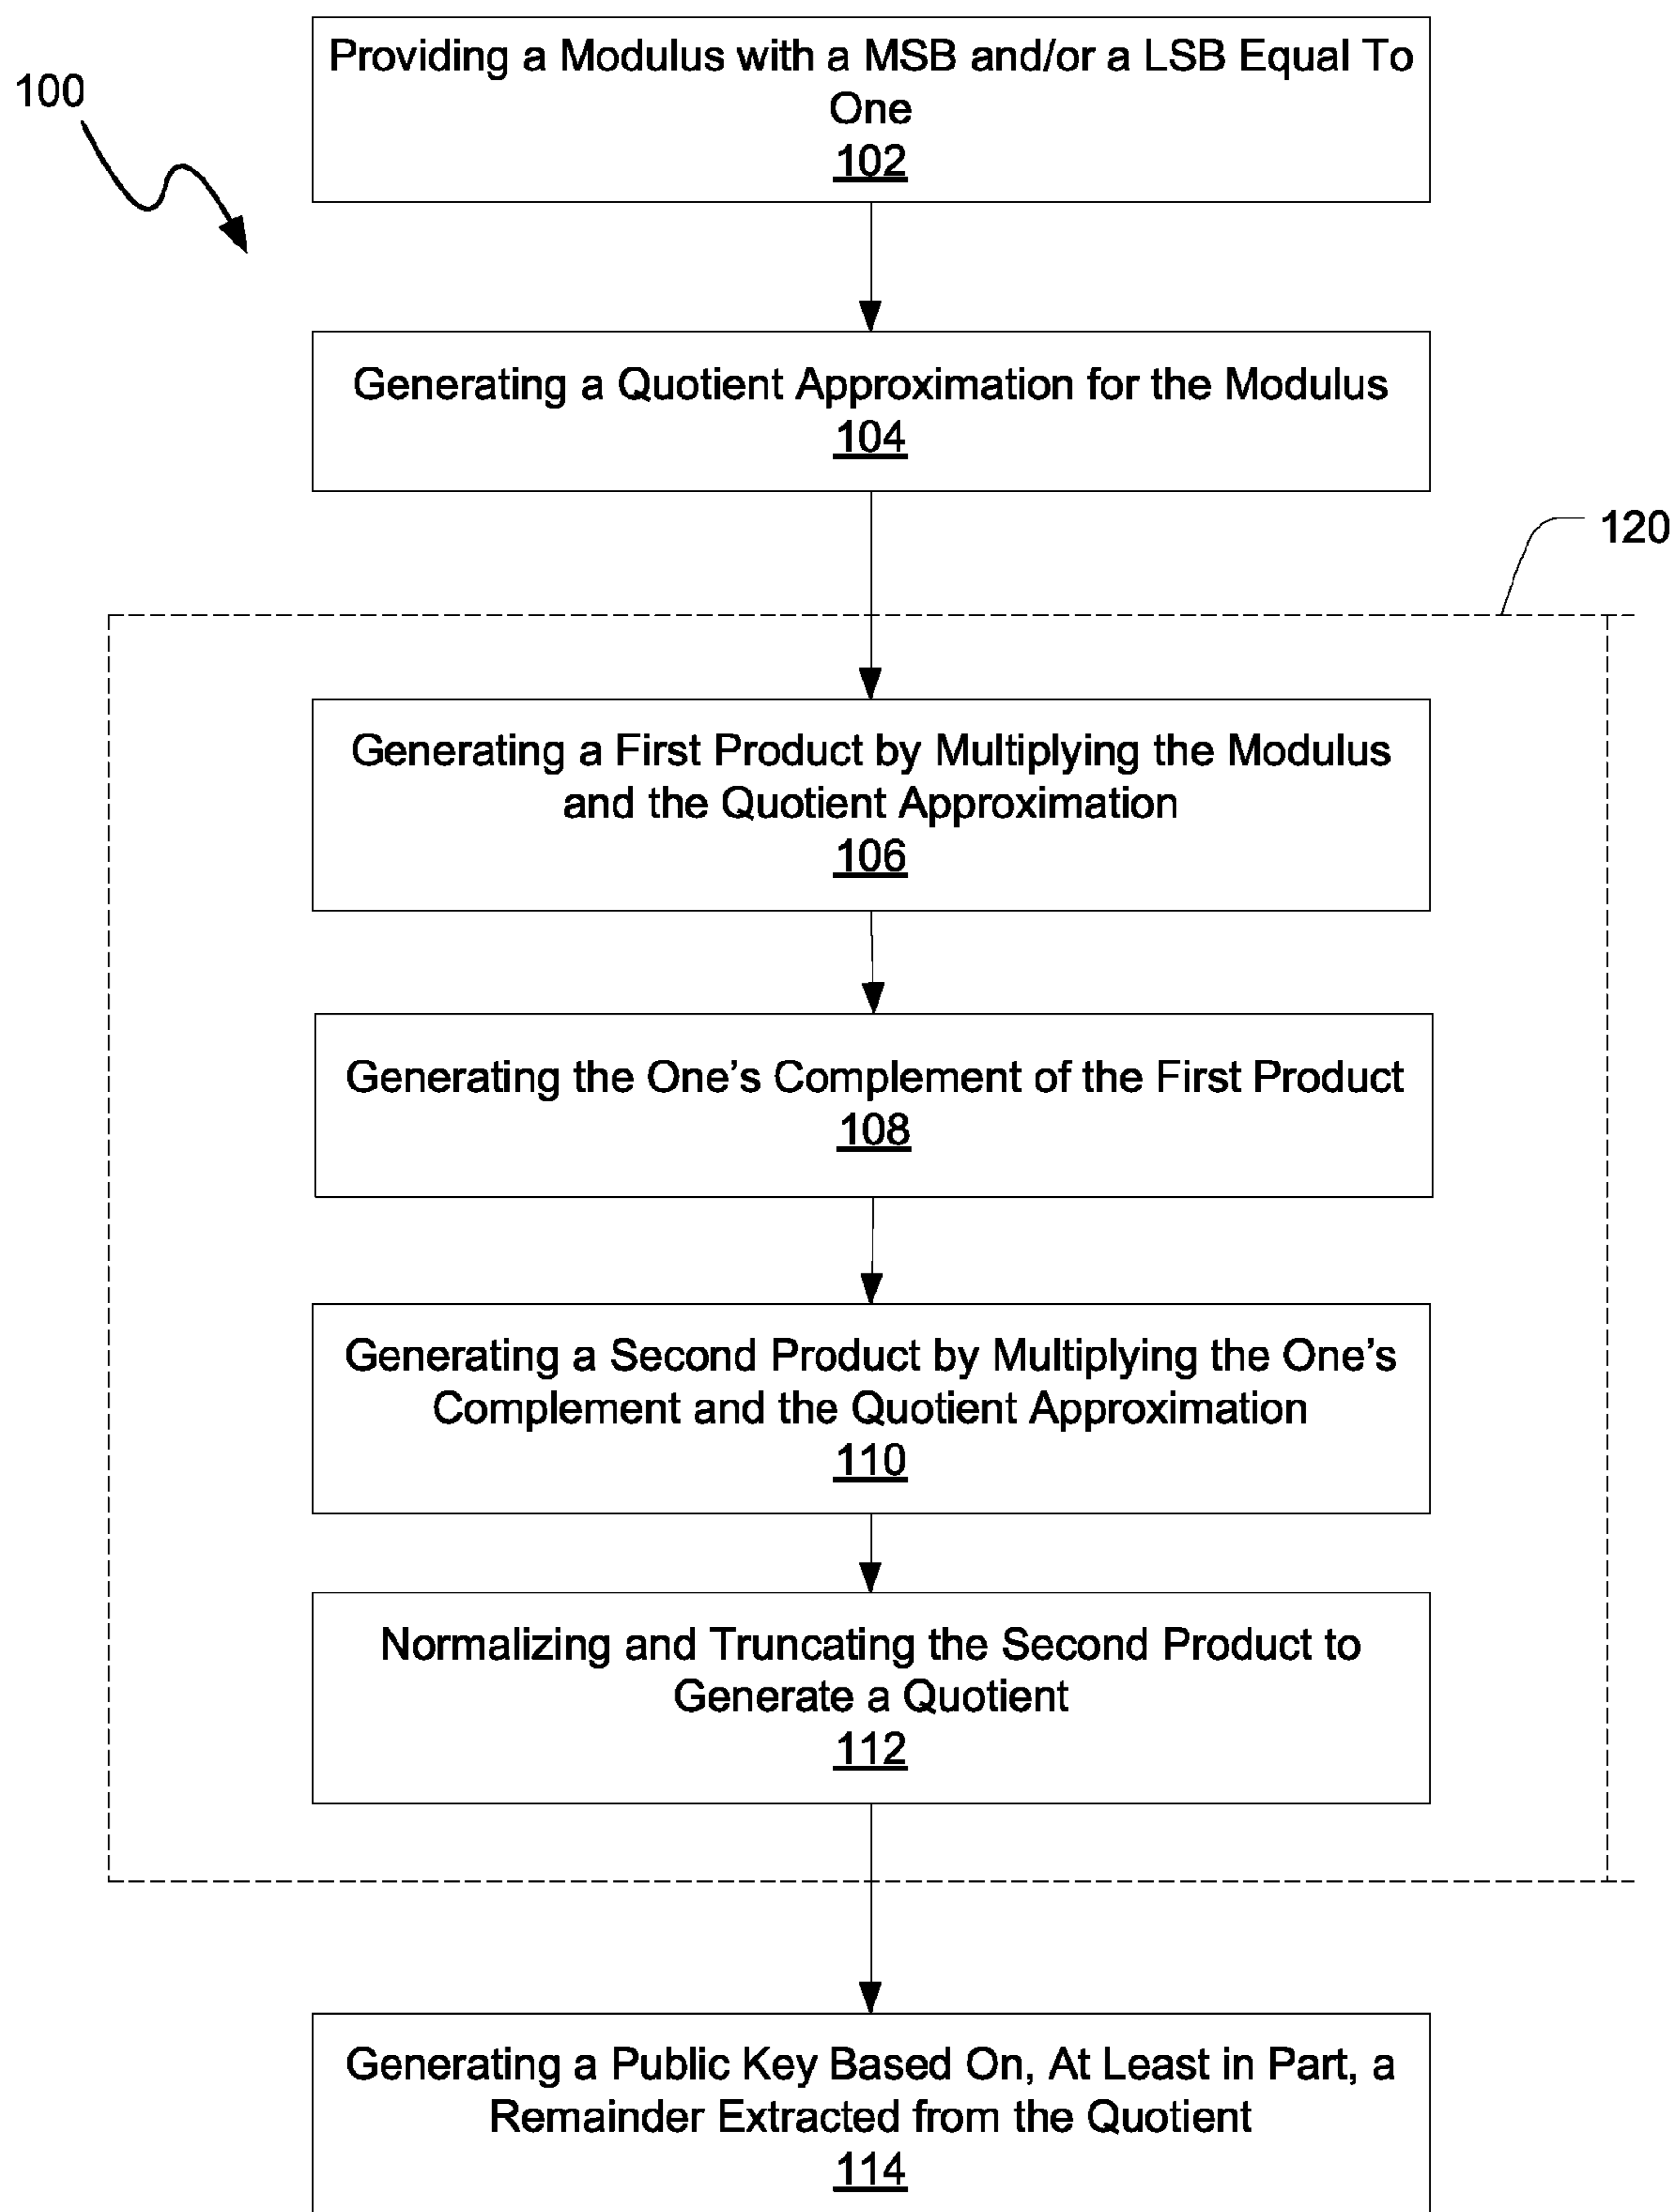 100
Providing a Modulus with a MSB and/or a LSB Equal To
One
102
Generating a Quotient Approximation for the Modulus
104
120
Generating a First Product by Multiplying the Modulus
and the Quotient Approximation
106
Generating the One’s Complement of the First Product
108
Generating a Second Product by Multiplying the One’s
Complement and the Quotient Approximation
110
Normalizing and Truncating the Second Product to
Generate a Quotient
112
Generating a Public Key Based On, At Least in Part, a
Remainder Extracted from the Quotient
114